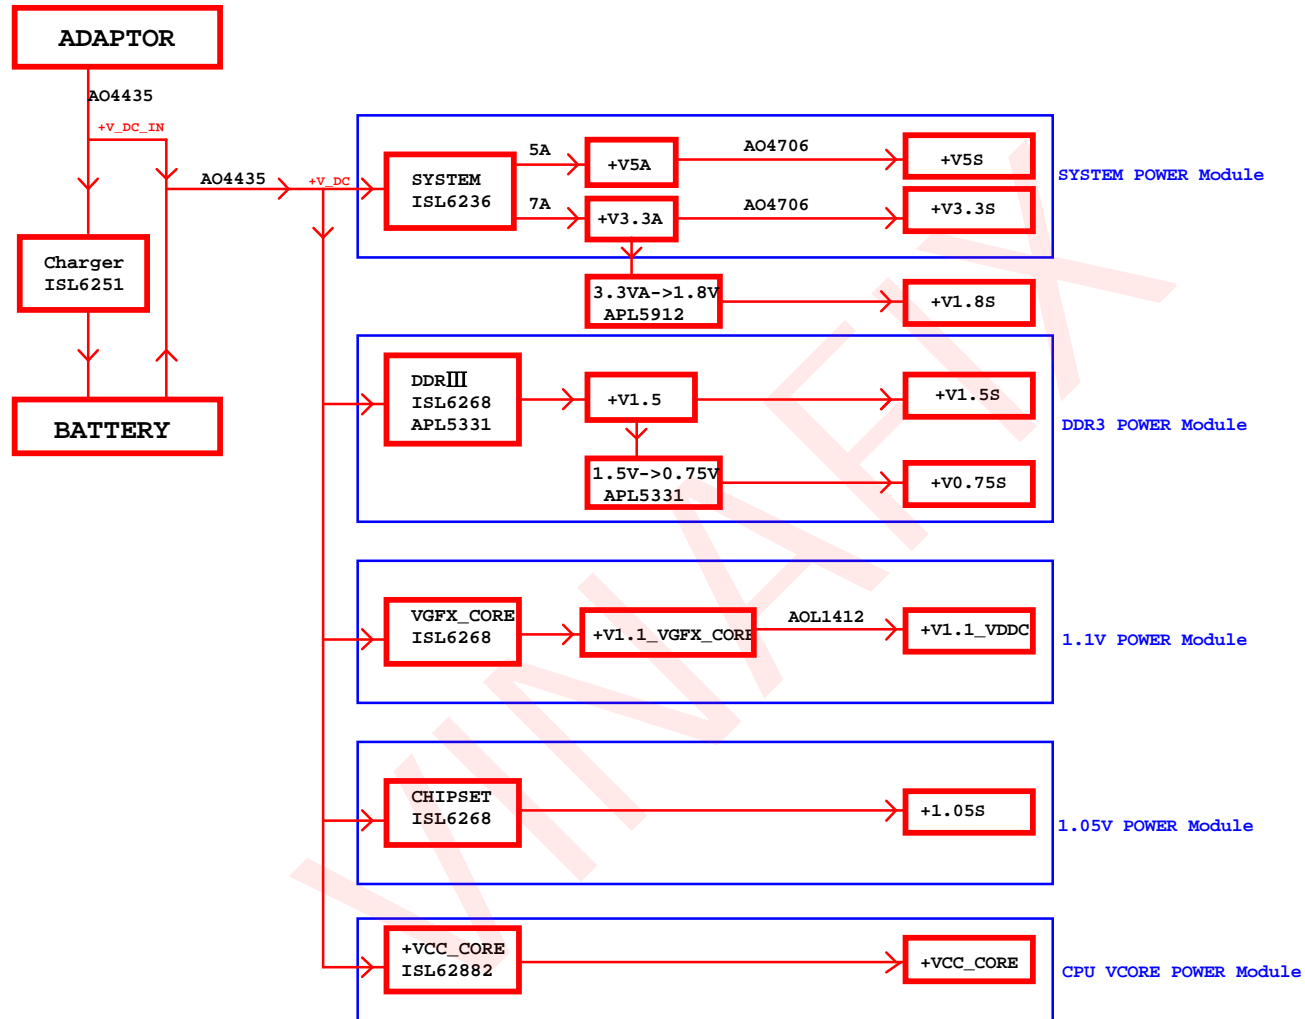 ADAPTOR
AO4435
+V_DC_IN
AO4435
+V_DC
Charger
ISL6251
BATTERY
SYSTEM
ISL6236
5A
+V5A
AO4706
+V5S
7A
+V3.3A
AO4706
+V3.3S
SYSTEM POWER Module
3.3VA->1.8V
APL5912
+V1.8S
DDRⅢ
ISL6268
APL5331
+V1.5
+V1.5S
1.5V->0.75V
APL5331
+V0.75S
DDR3 POWER Module
VGFX_CORE
ISL6268
+V1.1_VGFX_CORE
AOL1412
+V1.1_VDDC
1.1V POWER Module
CHIPSET
ISL6268
+1.05S
1.05V POWER Module
+VCC_CORE
ISL62882
+VCC_CORE
CPU VCORE POWER Module
VINAFIX